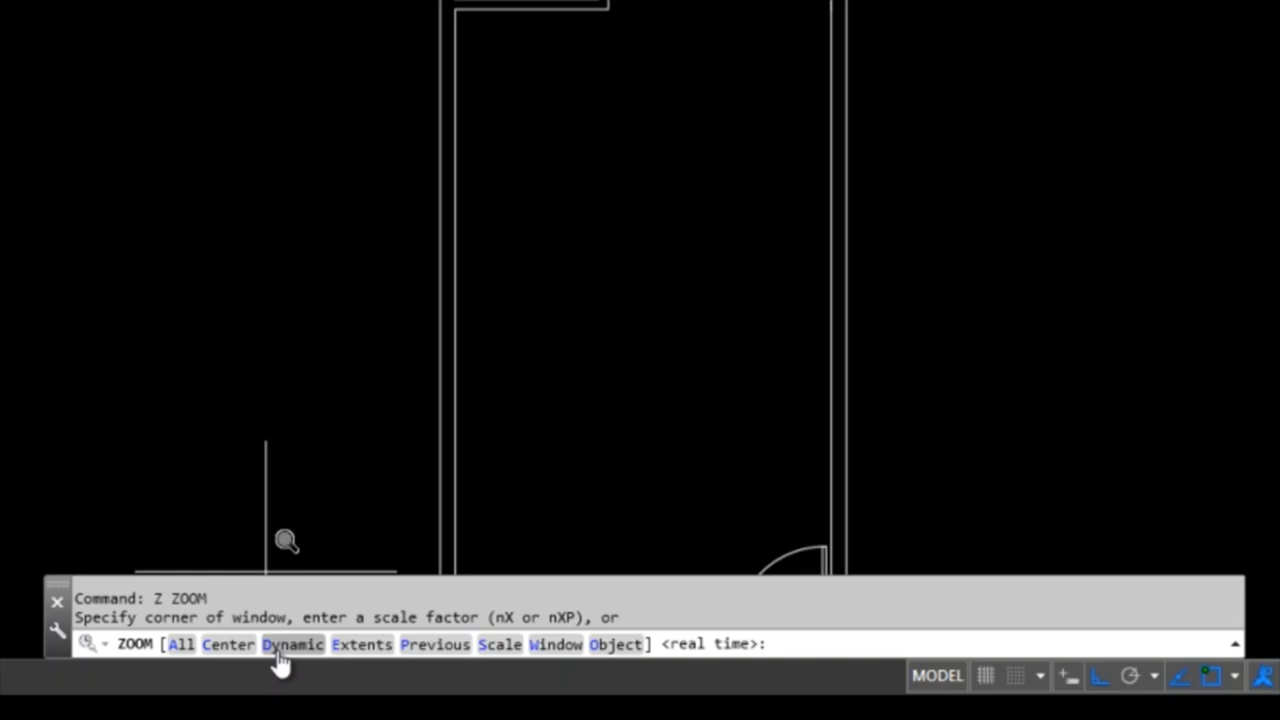 Command: Z ZOOM
Specify corner of window, enter a scale factor (nX or nXP), or
ZOOM [All Center Dynamic Extents Previous Scale Window Object] <real time>:
MODEL